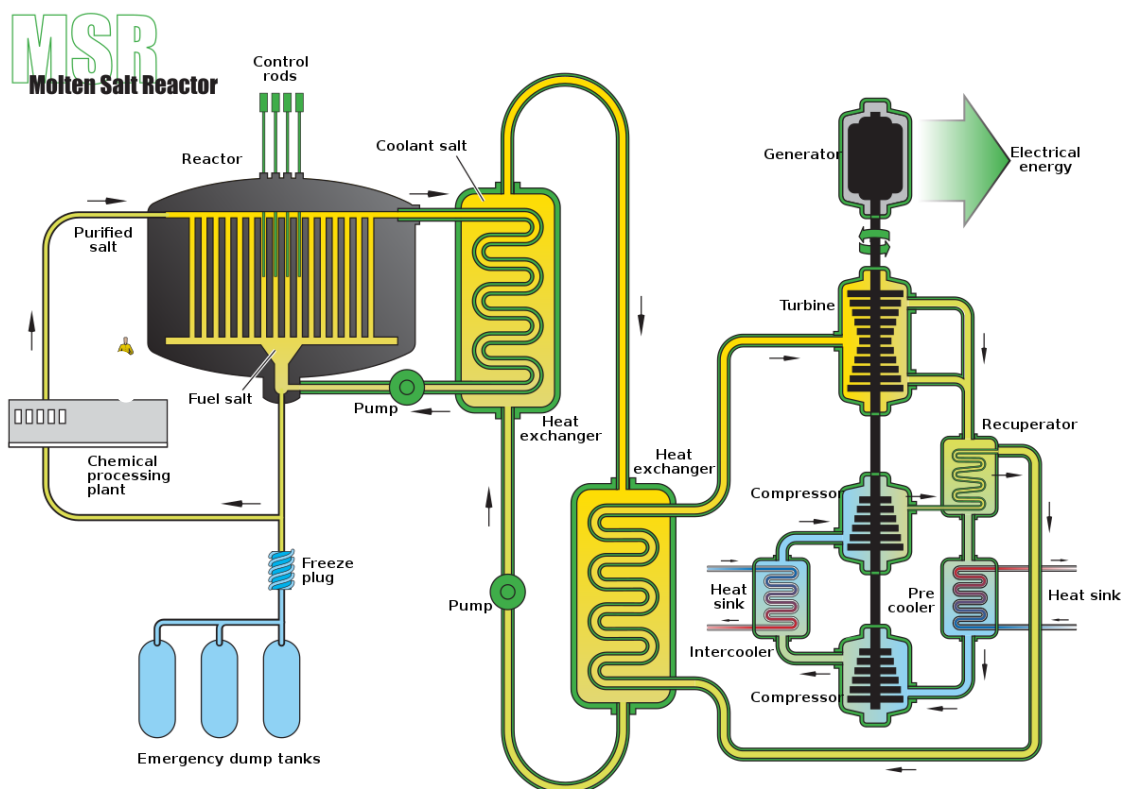 MSR
Molten Salt Reactor
Control
rods
Reactor
Coolant salt
Purified
salt
Fuel salt
Pump
Heat
exchanger
Chemical
processing
plant
Freeze
plug
Emergency dump tanks
Pump
Heat
exchanger
Generator
Electrical
energy
Turbine
Recuperator
Compressor
Heat
sink
Pre
cooler
Heat sink
Intercooler
Compressor